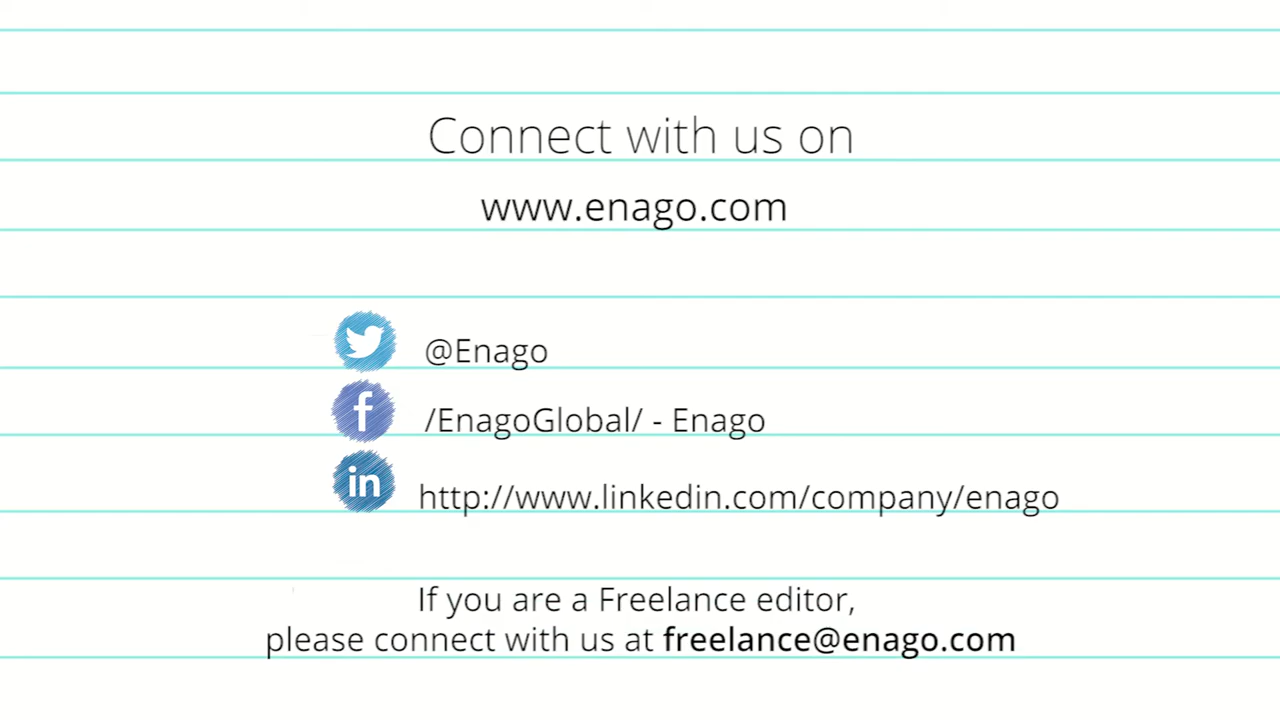 Connect with us on
www.enago.com
@Enago
f /EnagoGlobal/ - Enago
in http://www.linkedin.com/company/enago
If you are a Freelance editor,
please connect with us at freelance@enago.com